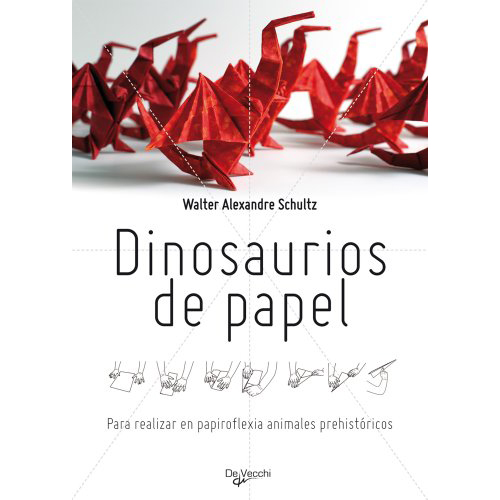 Walter Alexandre Schultz
Dinosaurios
de papel
Para realizar en papiroflexia animales prehistóricos
De Vecchi